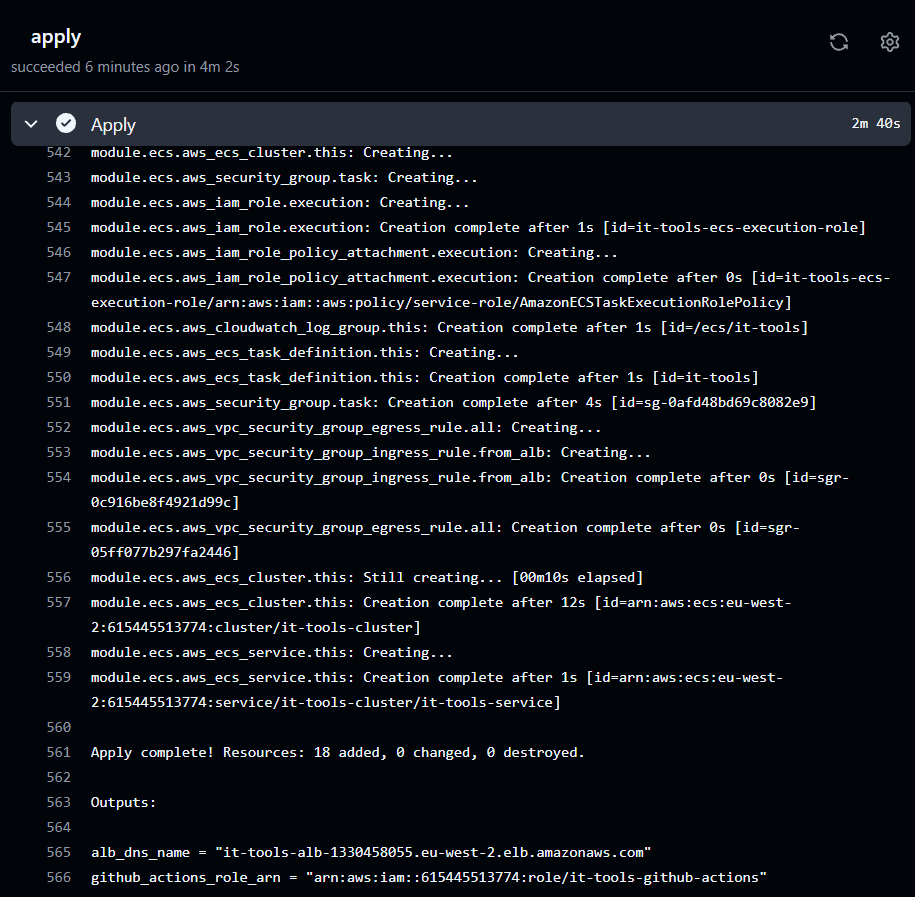 apply
succeeded 6 minutes ago in 4m 2s
Apply
2m 40s
542 module.ecs.aws_ecs_cluster.this: Creating...
543 module.ecs.aws_security_group.task: Creating...
544 module.ecs.aws_iam_role.execution: Creating...
545 module.ecs.aws_iam_role.execution: Creation complete after 1s [id=it-tools-ecs-execution-role]
546 module.ecs.aws_iam_role_policy_attachment.execution: Creating...
547 module.ecs.aws_iam_role_policy_attachment.execution: Creation complete after 0s [id=it-tools-ecs-
execution-role/arn:aws:iam::aws:policy/service-role/AmazonECSTaskExecutionRolePolicy]
548 module.ecs.aws_cloudwatch_log_group.this: Creation complete after 1s [id=/ecs/it-tools]
549 module.ecs.aws_ecs_task_definition.this: Creating...
550 module.ecs.aws_ecs_task_definition.this: Creation complete after 1s [id=it-tools]
551 module.ecs.aws_security_group.task: Creation complete after 4s [id=sg-0afd48bd69c8082e9]
552 module.ecs.aws_vpc_security_group_egress_rule.all: Creating...
553 module.ecs.aws_vpc_security_group_ingress_rule.from_alb: Creating...
554 module.ecs.aws_vpc_security_group_ingress_rule.from_alb: Creation complete after 0s [id=sgr-
0c916be8f4921d99c]
555 module.ecs.aws_vpc_security_group_egress_rule.all: Creation complete after 0s [id=sgr-
05ff077b297fa2446]
556 module.ecs.aws_ecs_cluster.this: Still creating... [00m10s elapsed]
557 module.ecs.aws_ecs_cluster.this: Creation complete after 12s [id=arn:aws:ecs:eu-west-
2:615445513774:cluster/it-tools-cluster]
558 module.ecs.aws_ecs_service.this: Creating...
559 module.ecs.aws_ecs_service.this: Creation complete after 1s [id=arn:aws:ecs:eu-west-
2:615445513774:service/it-tools-cluster/it-tools-service]
560
561 Apply complete! Resources: 18 added, 0 changed, 0 destroyed.
562
563 Outputs:
564
565 alb_dns_name = "it-tools-alb-1330458055.eu-west-2.elb.amazonaws.com"
566 github_actions_role_arn = "arn:aws:iam::615445513774:role/it-tools-github-actions"